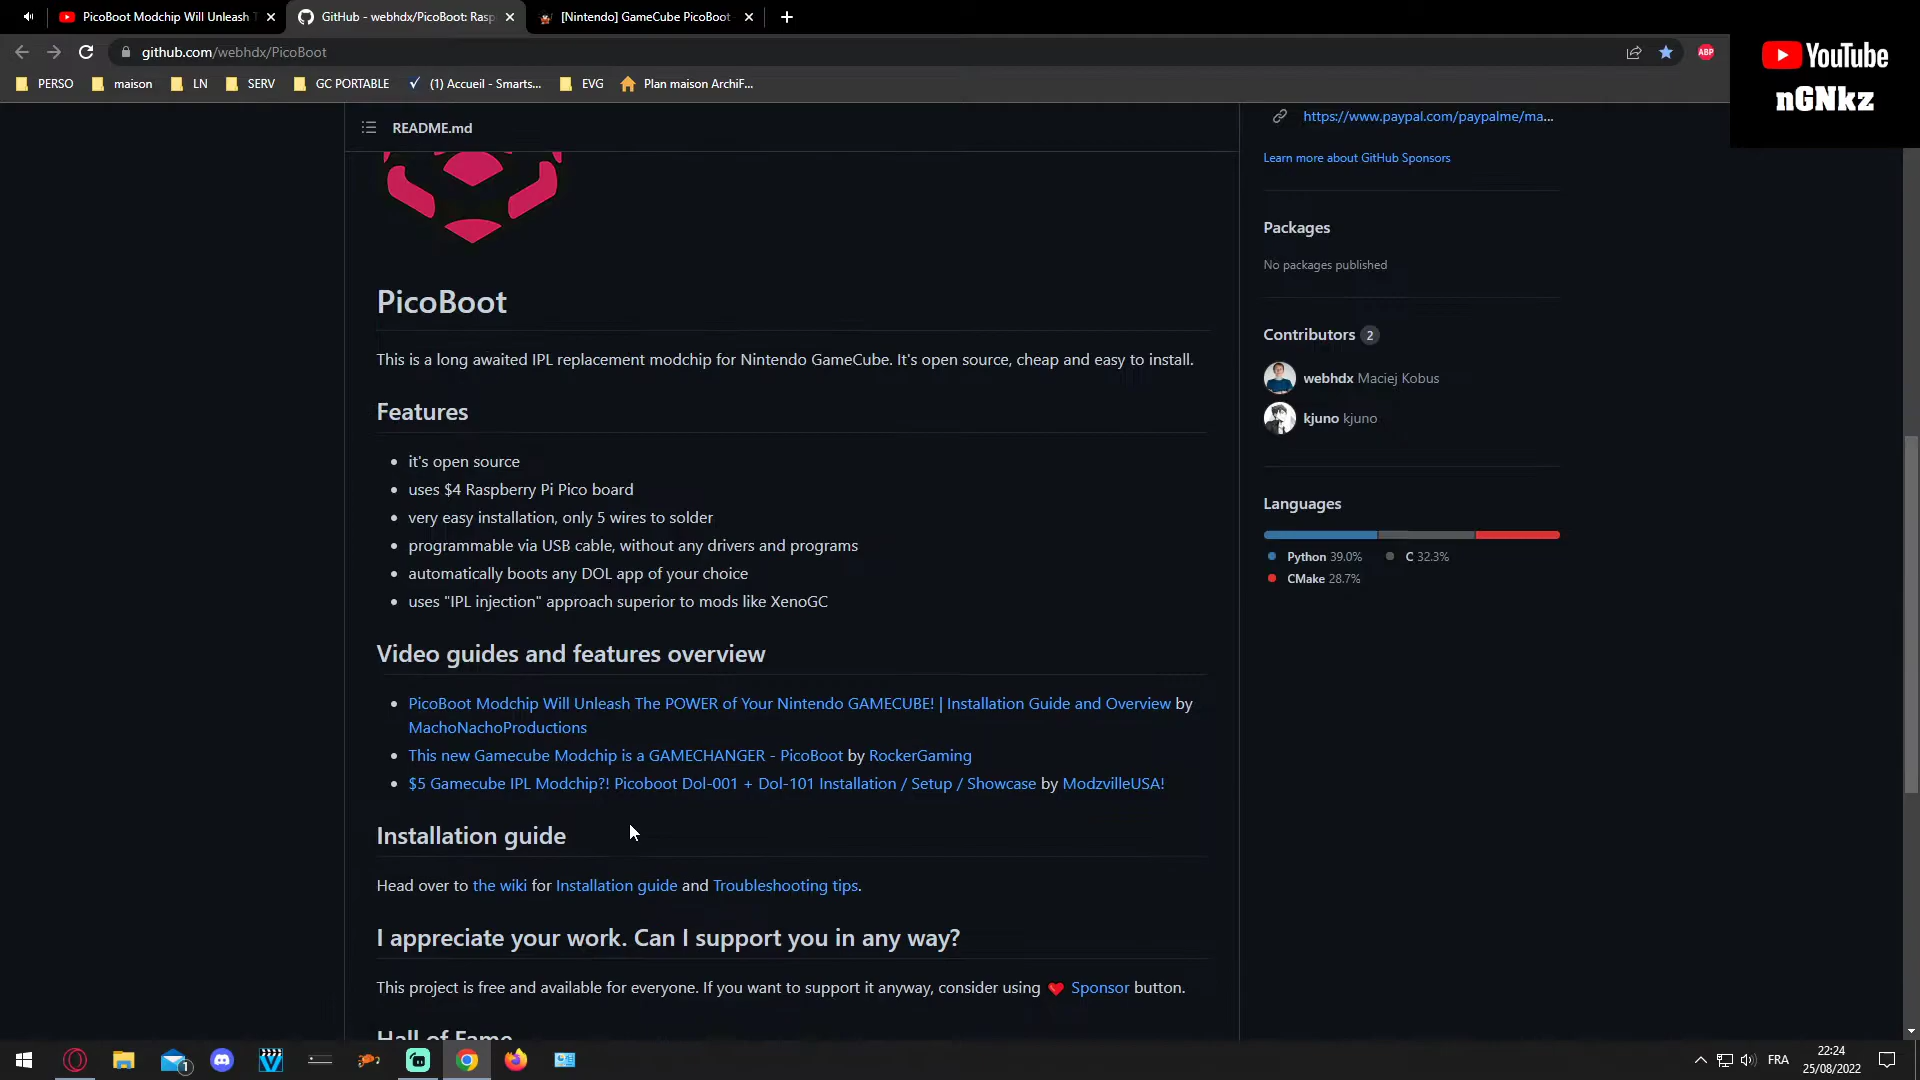 PicoBoot Modchip Will Unleash T
GitHub - webhdx/PicoBoot: Rasp
[Nintendo] GameCube PicoBoot
github.com/webhdx/PicoBoot
ABP
YouTube
nGNkz
PERSO
maison
LN
SERV
GC PORTABLE
(1) Accueil - Smarts...
EVG
Plan maison ArchiF...
README.md
https://www.paypal.com/paypalme/ma...
Learn more about GitHub Sponsors
Packages
No packages published
Contributors 2
webhdx Maciej Kobus
kjuno kjuno
Languages
Python 39.0%
C 32.3%
CMake 28.7%
PicoBoot
This is a long awaited IPL replacement modchip for Nintendo GameCube. It's open source, cheap and easy to install.
Features
it's open source
uses $4 Raspberry Pi Pico board
very easy installation, only 5 wires to solder
programmable via USB cable, without any drivers and programs
automatically boots any DOL app of your choice
uses "IPL injection" approach superior to mods like XenoGC
Video guides and features overview
PicoBoot Modchip Will Unleash The POWER of Your Nintendo GAMECUBE! | Installation Guide and Overview by
MachoNachoProductions
This new Gamecube Modchip is a GAMECHANGER - PicoBoot by RockerGaming
$5 Gamecube IPL Modchip?! Picoboot Dol-001 + Dol-101 Installation / Setup / Showcase by ModzvilleUSA!
Installation guide
Head over to the wiki for Installation guide and Troubleshooting tips.
I appreciate your work. Can I support you in any way?
This project is free and available for everyone. If you want to support it anyway, consider using Sponsor button.
Hall of Fame
1
FRA
22:24
25/08/2022